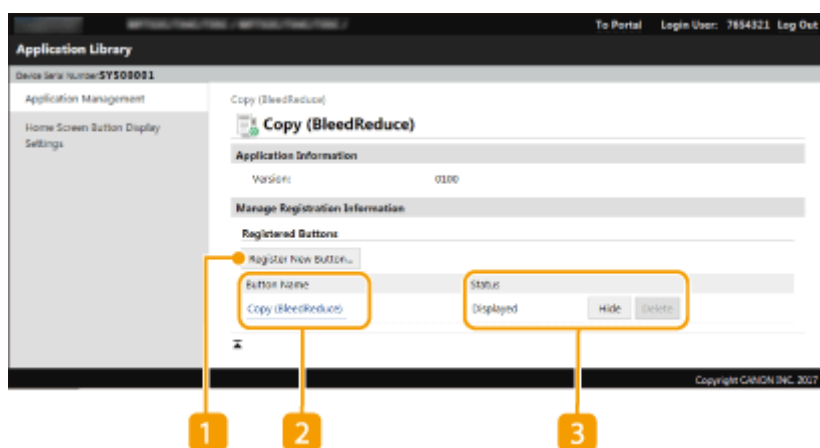 To Portal Login User: 7654321 Log Out
Application Library
Device Serial Number:SYS00001
Application Management
Home Screen Button Display
Settings
Copy (BleedReduce)
Copy (BleedReduce)
Application Information
Version: 0100
Manage Registration Information
Registered Buttons
Register New Button...
Button Name Status
Copy (BleedReduce) Displayed Hide Delete
Copyright CANON INC. 2017
1 2 3